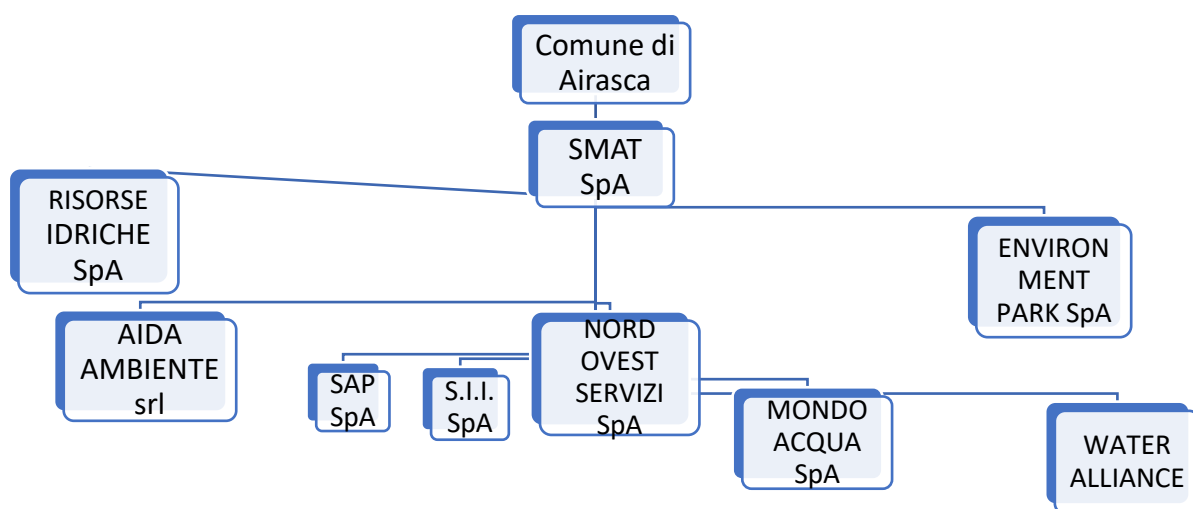 Comune di
Airasca
SMAT
SpA
RISORSE
IDRICHE
SpA
ENVIRON
MENT
PARK SpA
AIDA
AMBIENTE
srl
SAP
SpA
S.I.I.
SpA
NORD
OVEST
SERVIZI
SpA
MONDO
ACQUA
SpA
WATER
ALLIANCE